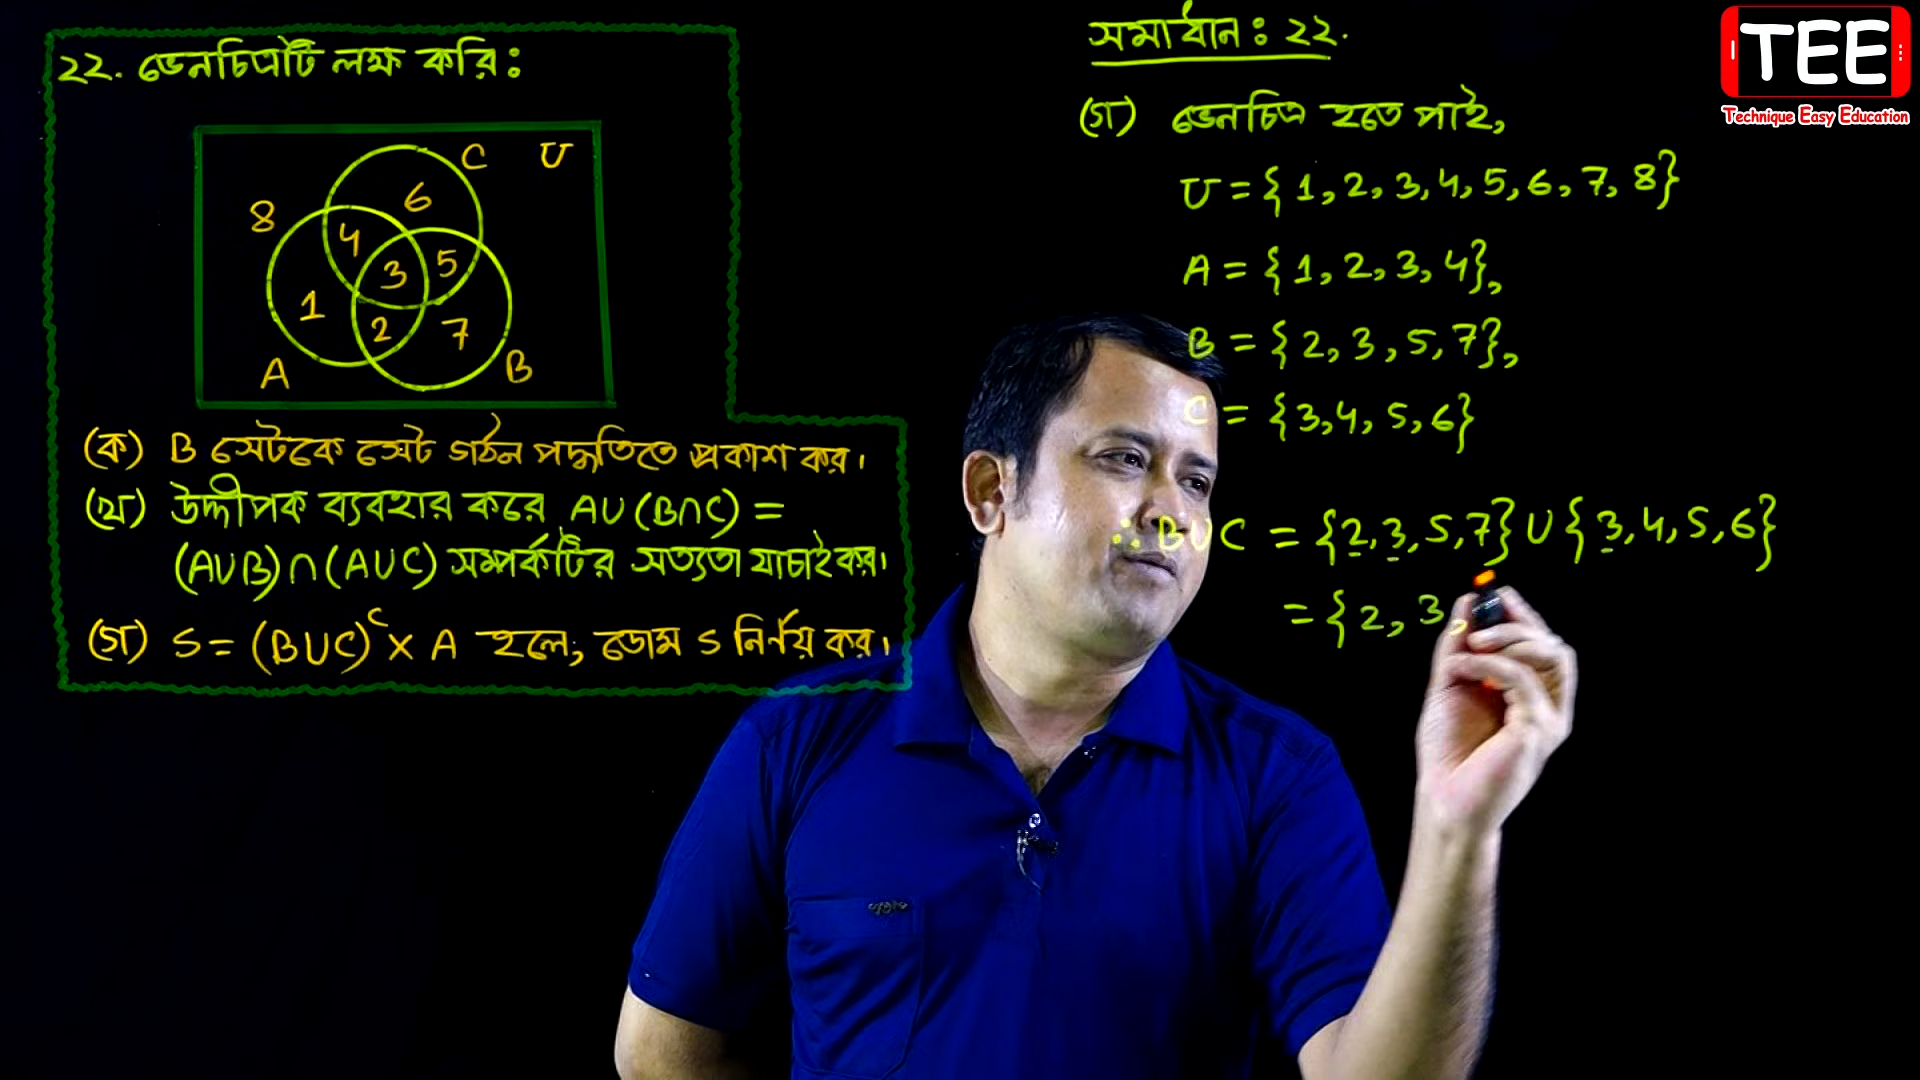 ২২. ভেনচিত্রটি লক্ষ করি :
C U
8 6
4
3 5
1
2 7
A B
(ক) B সেটকে সেট গঠন পদ্ধতিতে প্রকাশ কর।
(খ) উদ্দীপক ব্যবহার করে A∪(B∩C) =
(A∪B)∩(A∪C) সম্পর্কটির সত্যতা যাচাই কর।
(গ) S = (B∪C)ᶜ × A হলে, ডোম S নির্ণয় কর।
সমাধান : ২২.
(গ) ভেনচিত্র হতে পাই,
U = {1, 2, 3, 4, 5, 6, 7, 8}
A = {1, 2, 3, 4},
B = {2, 3, 5, 7},
C = {3, 4, 5, 6}
∴ B∪C = {2, 3, 5, 7} ∪ {3, 4, 5, 6}
= {2, 3,
TEE
Technique Easy Education